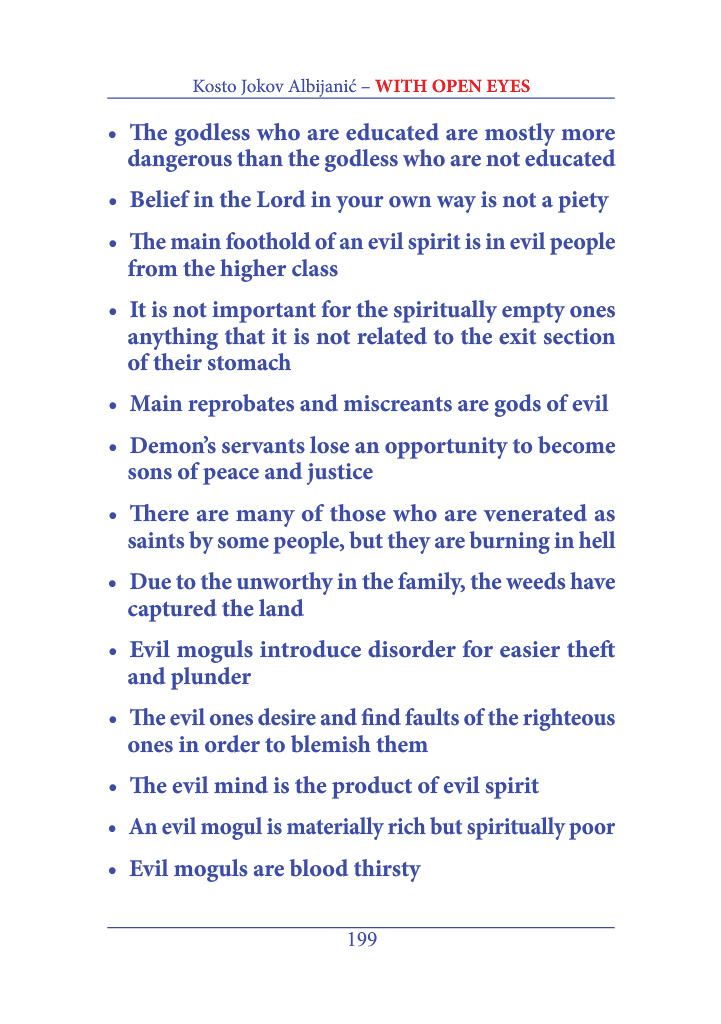 Kosto Jokov Albijanić – WITH OPEN EYES
• The godless who are educated are mostly more
dangerous than the godless who are not educated
• Belief in the Lord in your own way is not a piety
• The main foothold of an evil spirit is in evil people
from the higher class
• It is not important for the spiritually empty ones
anything that it is not related to the exit section
of their stomach
• Main reprobates and miscreants are gods of evil
• Demon’s servants lose an opportunity to become
sons of peace and justice
• There are many of those who are venerated as
saints by some people, but they are burning in hell
• Due to the unworthy in the family, the weeds have
captured the land
• Evil moguls introduce disorder for easier theft
and plunder
• The evil ones desire and find faults of the righteous
ones in order to blemish them
• The evil mind is the product of evil spirit
• An evil mogul is materially rich but spiritually poor
• Evil moguls are blood thirsty
199